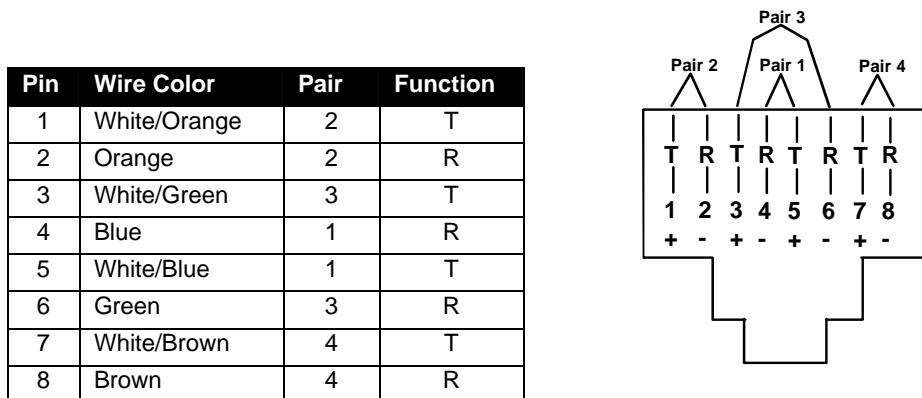 Pin Wire Color Pair Function
1 White/Orange 2 T
2 Orange 2 R
3 White/Green 3 T
4 Blue 1 R
5 White/Blue 1 T
6 Green 3 R
7 White/Brown 4 T
8 Brown 4 R
Pair 3
Pair 2 Pair 1 Pair 4
T R T R T R T R
1 2 3 4 5 6 7 8
+ - + - + - + -